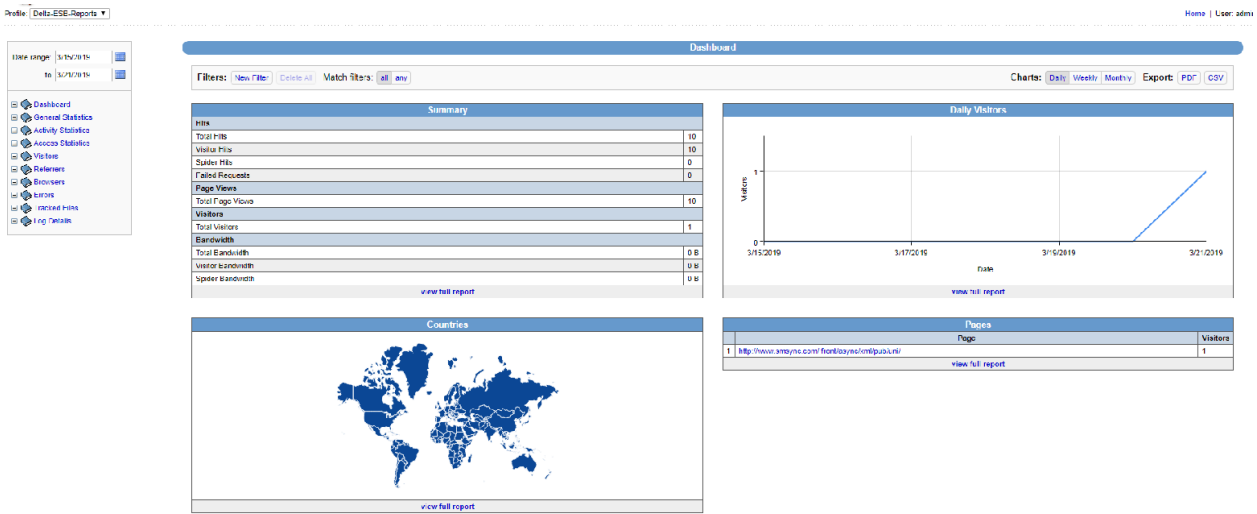 Profile: Delta-ESE-Reports
Home | User: admi
Date range: 3/15/2019
to 3/21/2019
Dashboard
General Statistics
Activity Statistics
Access Statistics
Visitors
Referrers
Browsers
Errors
Tracked Files
Log Details
Dashboard
Filters: New Filter Delete All Match filters: all any
Charts: Daily Weekly Monthly Export: PDF CSV
Summary
Hits
Total Hits 10
Visitor Hits 10
Spider Hits 0
Failed Requests 0
Page Views
Total Page Views 10
Visitors
Total Visitors 1
Bandwidth
Total Bandwidth 0 B
Visitor Bandwidth 0 B
Spider Bandwidth 0 B
view full report
Daily Visitors
Visitors
1
0
3/15/2019 3/17/2019 3/19/2019 3/21/2019
Date
view full report
Countries
view full report
Pages
Page Visitors
1 1
view full report